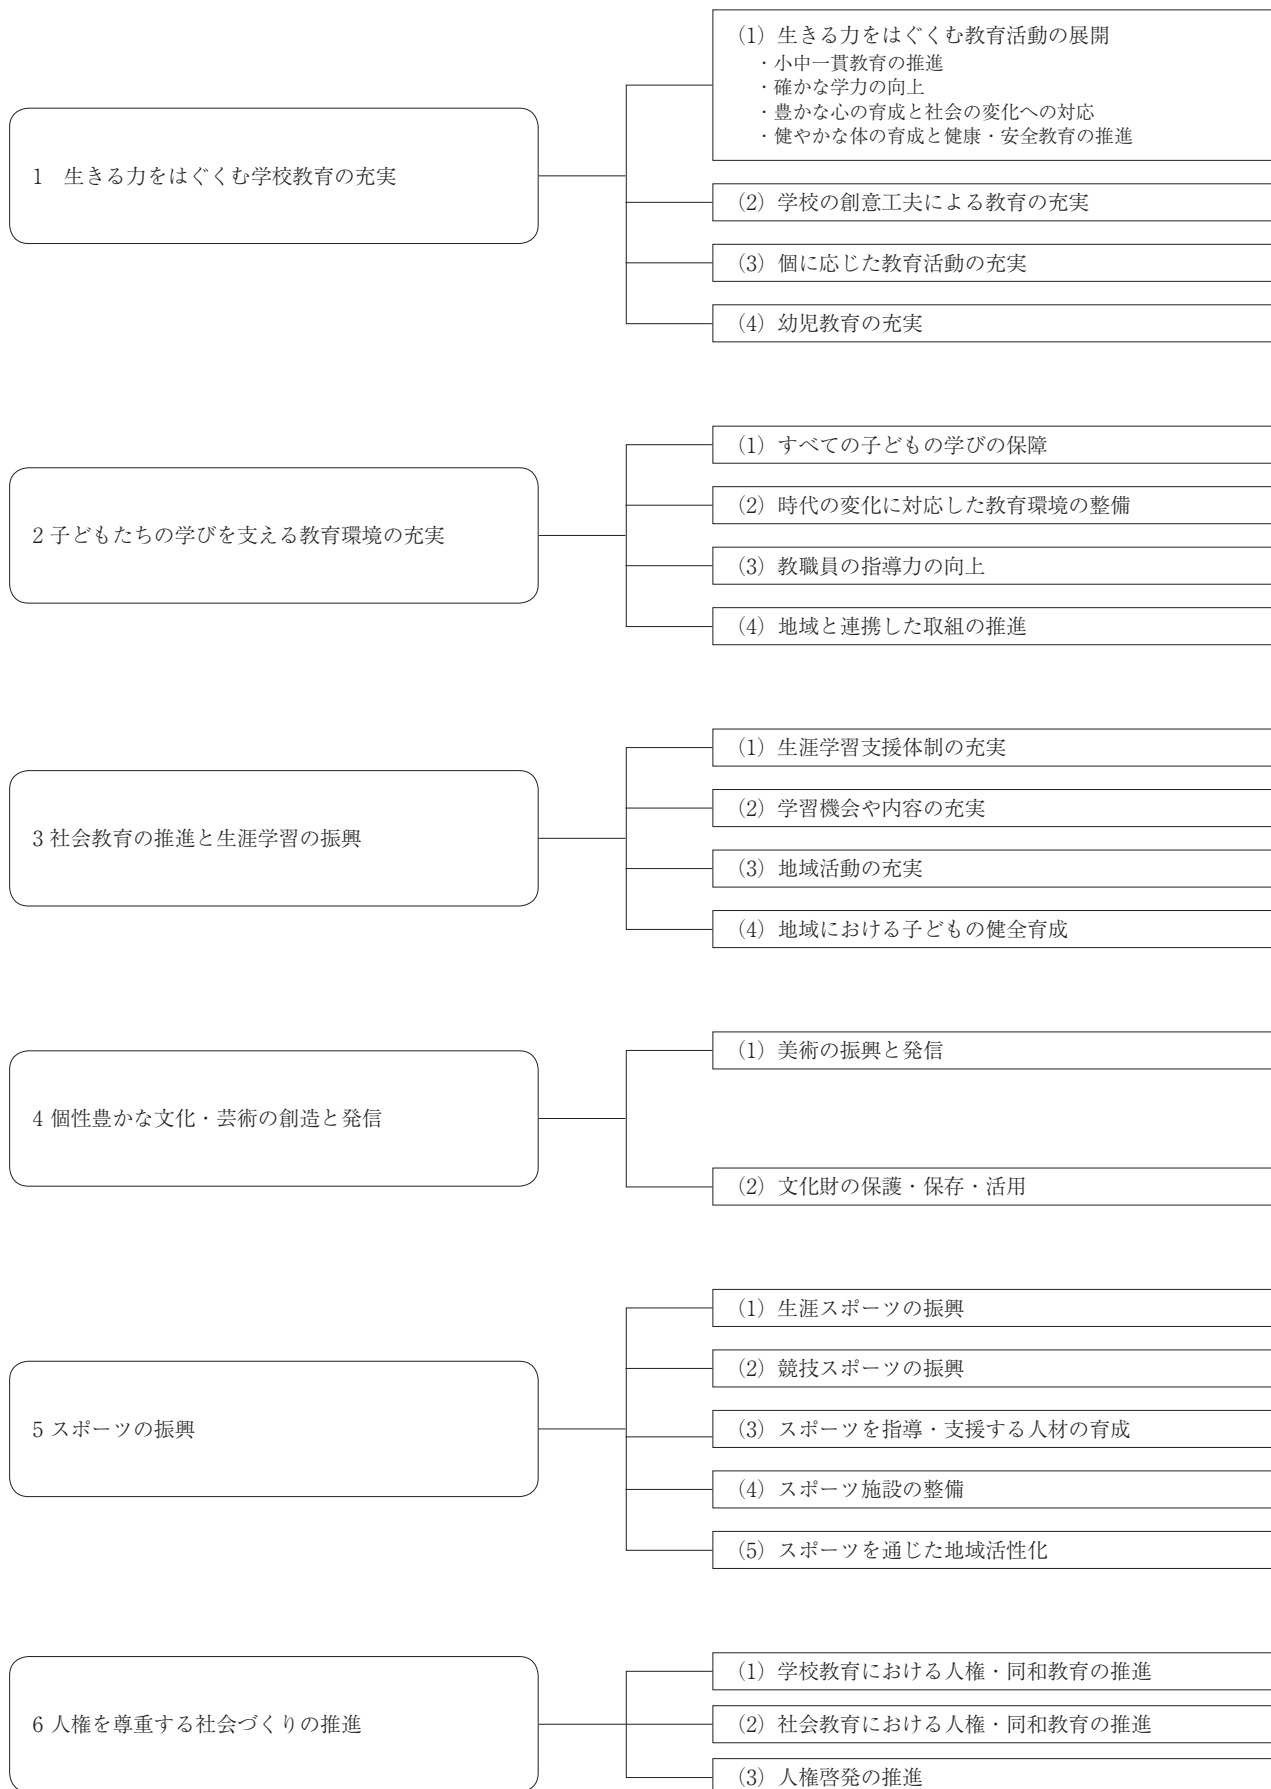 1　生きる力をはぐくむ学校教育の充実
（1）生きる力をはぐくむ教育活動の展開
・小中一貫教育の推進
・確かな学力の向上
・豊かな心の育成と社会の変化への対応
・健やかな体の育成と健康・安全教育の推進
（2）学校の創意工夫による教育の充実
（3）個に応じた教育活動の充実
（4）幼児教育の充実
2 子どもたちの学びを支える教育環境の充実
（1）すべての子どもの学びの保障
（2）時代の変化に対応した教育環境の整備
（3）教職員の指導力の向上
（4）地域と連携した取組の推進
3 社会教育の推進と生涯学習の振興
（1）生涯学習支援体制の充実
（2）学習機会や内容の充実
（3）地域活動の充実
（4）地域における子どもの健全育成
4 個性豊かな文化・芸術の創造と発信
（1）美術の振興と発信
（2）文化財の保護・保存・活用
5 スポーツの振興
（1）生涯スポーツの振興
（2）競技スポーツの振興
（3）スポーツを指導・支援する人材の育成
（4）スポーツ施設の整備
（5）スポーツを通じた地域活性化
6 人権を尊重する社会づくりの推進
（1）学校教育における人権・同和教育の推進
（2）社会教育における人権・同和教育の推進
（3）人権啓発の推進